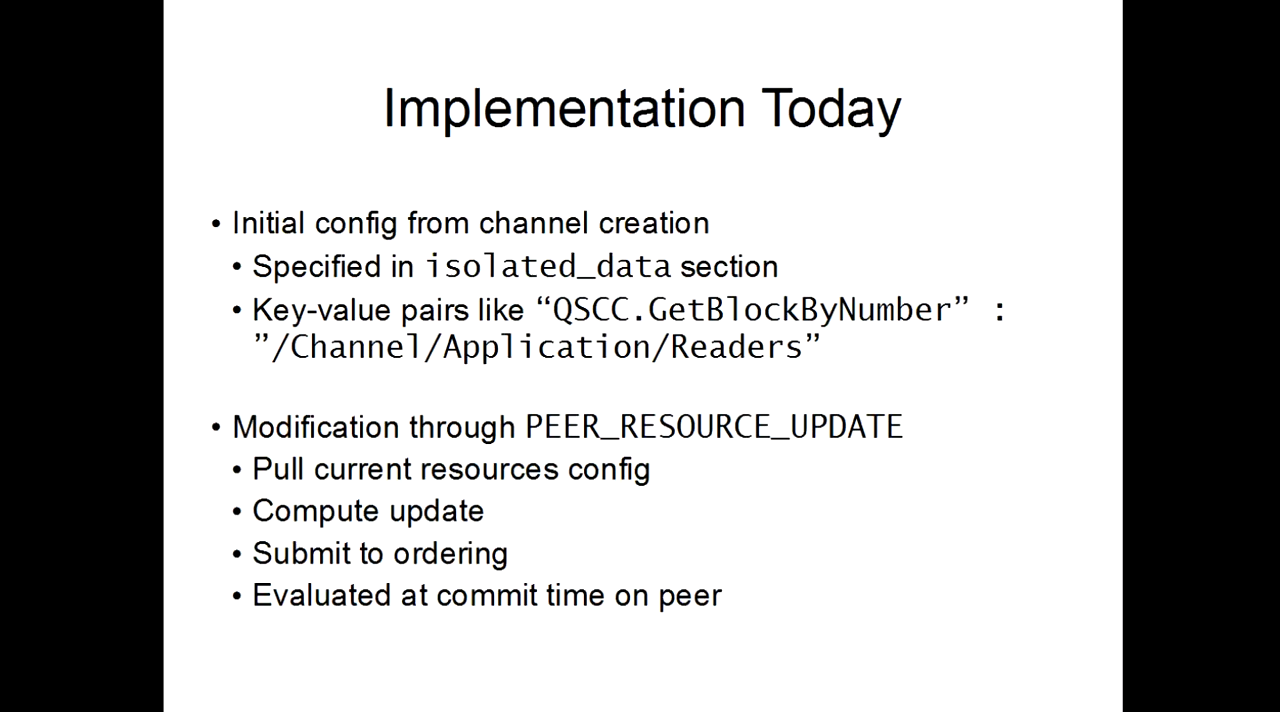 Implementation Today
• Initial config from channel creation
• Specified in isolated_data section
• Key-value pairs like “QSCC.GetBlockByNumber” :
”/Channel/Application/Readers”
• Modification through PEER_RESOURCE_UPDATE
• Pull current resources config
• Compute update
• Submit to ordering
• Evaluated at commit time on peer